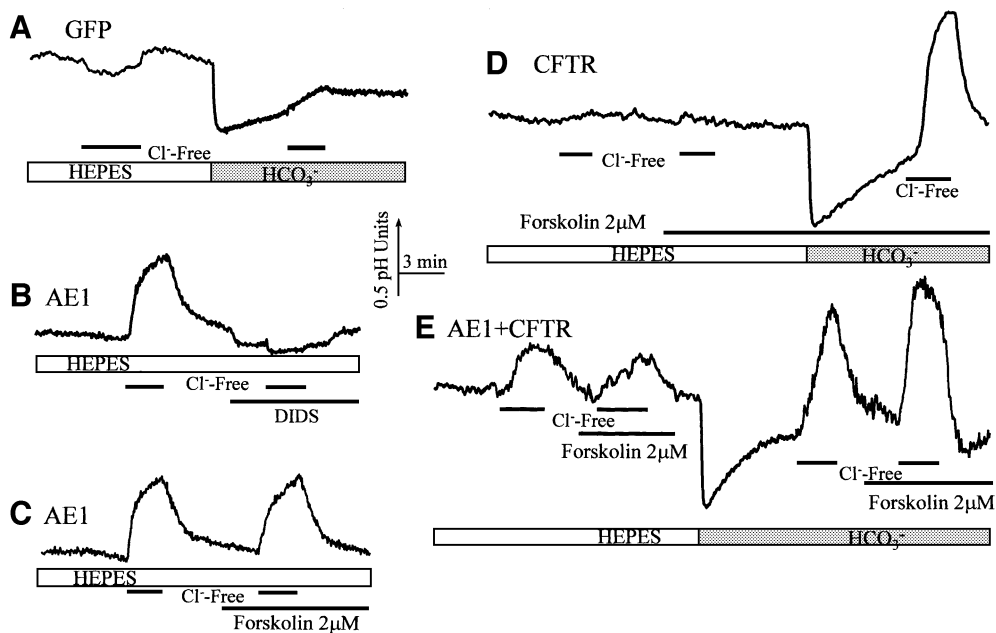 A GFP
Cl⁻-Free
HEPES HCO₃⁻
B AE1
HEPES
Cl⁻-Free
DIDS
C AE1
HEPES
Cl⁻-Free
Forskolin 2μM
0.5 pH Units
3 min
D CFTR
Cl⁻-Free
Cl⁻-Free
Forskolin 2μM
HEPES HCO₃⁻
E AE1+CFTR
Cl⁻-Free
Forskolin 2μM
Cl⁻-Free
Forskolin 2μM
HEPES HCO₃⁻